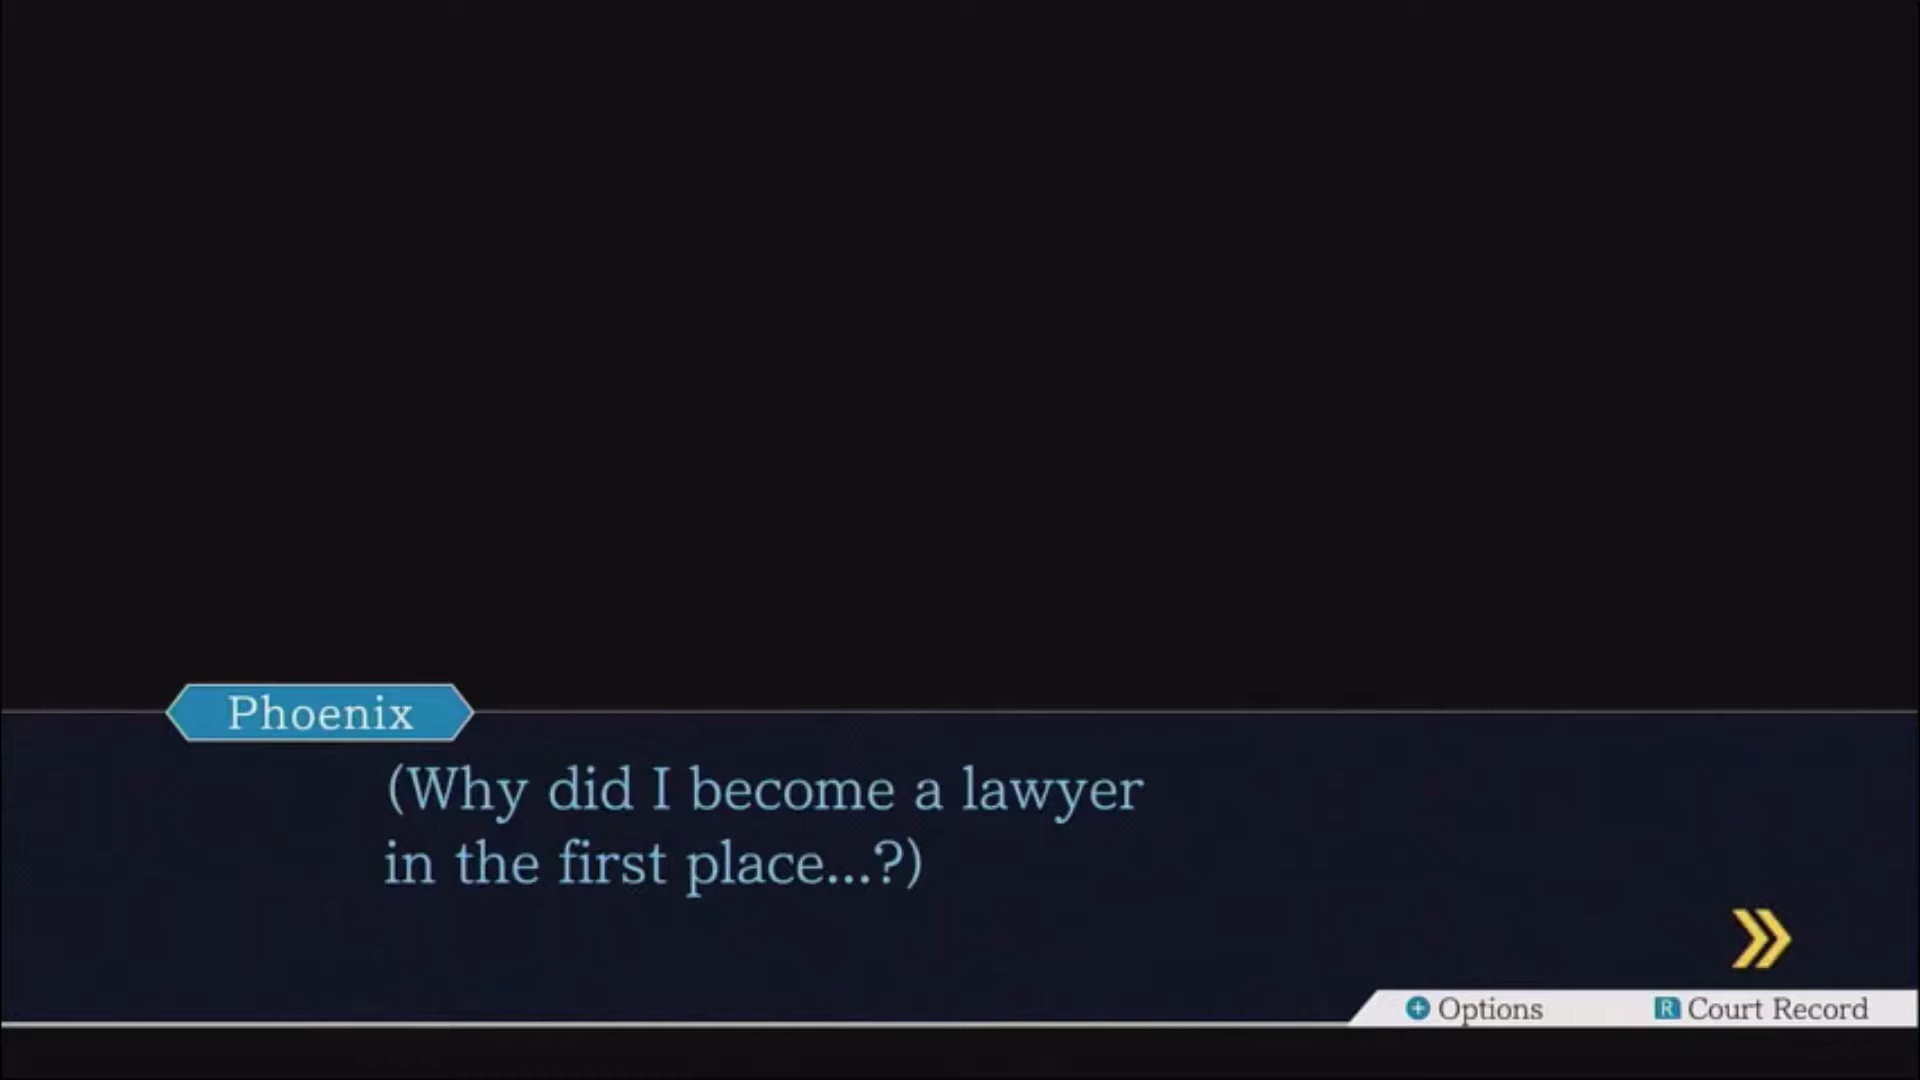 Phoenix
(Why did I become a lawyer
in the first place...?)
+ Options
R Court Record